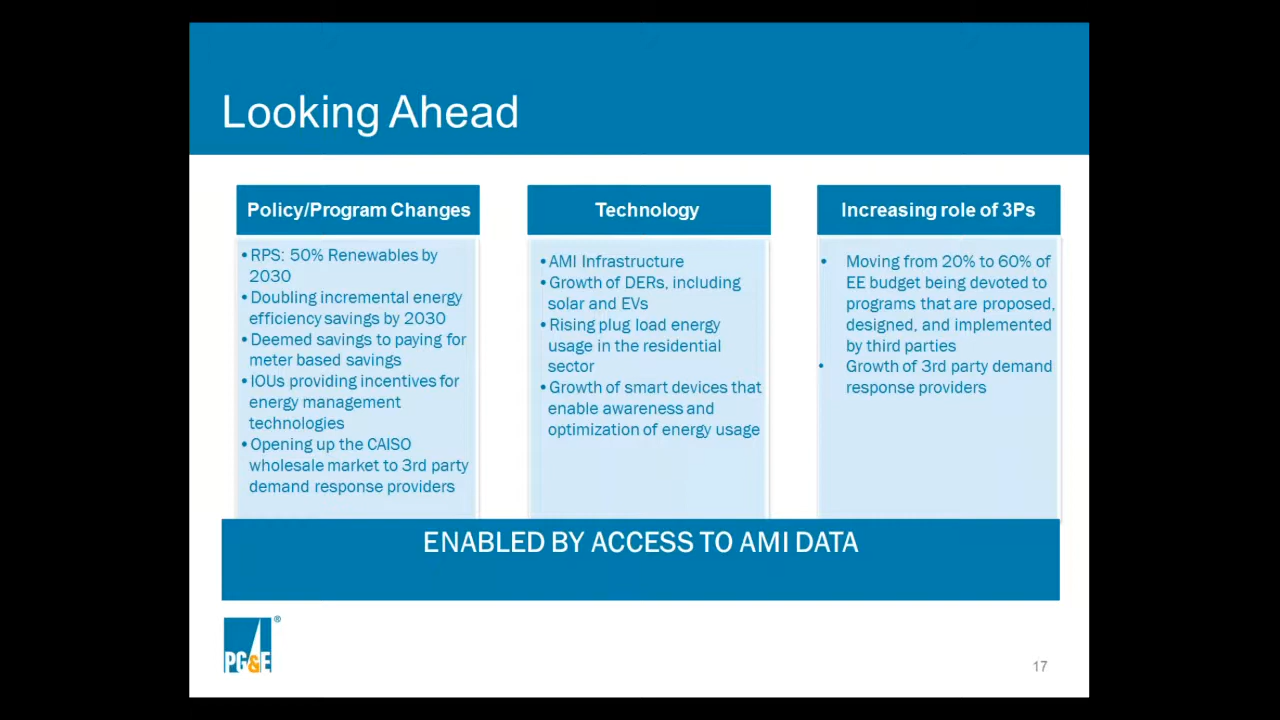 Looking Ahead
Policy/Program Changes
•RPS: 50% Renewables by
2030
•Doubling incremental energy
efficiency savings by 2030
•Deemed savings to paying for
meter based savings
•IOUs providing incentives for
energy management
technologies
•Opening up the CAISO
wholesale market to 3rd party
demand response providers
Technology
•AMI Infrastructure
•Growth of DERs, including
solar and EVs
•Rising plug load energy
usage in the residential
sector
•Growth of smart devices that
enable awareness and
optimization of energy usage
Increasing role of 3Ps
• Moving from 20% to 60% of
EE budget being devoted to
programs that are proposed,
designed, and implemented
by third parties
• Growth of 3rd party demand
response providers
ENABLED BY ACCESS TO AMI DATA
PG&E ®
17